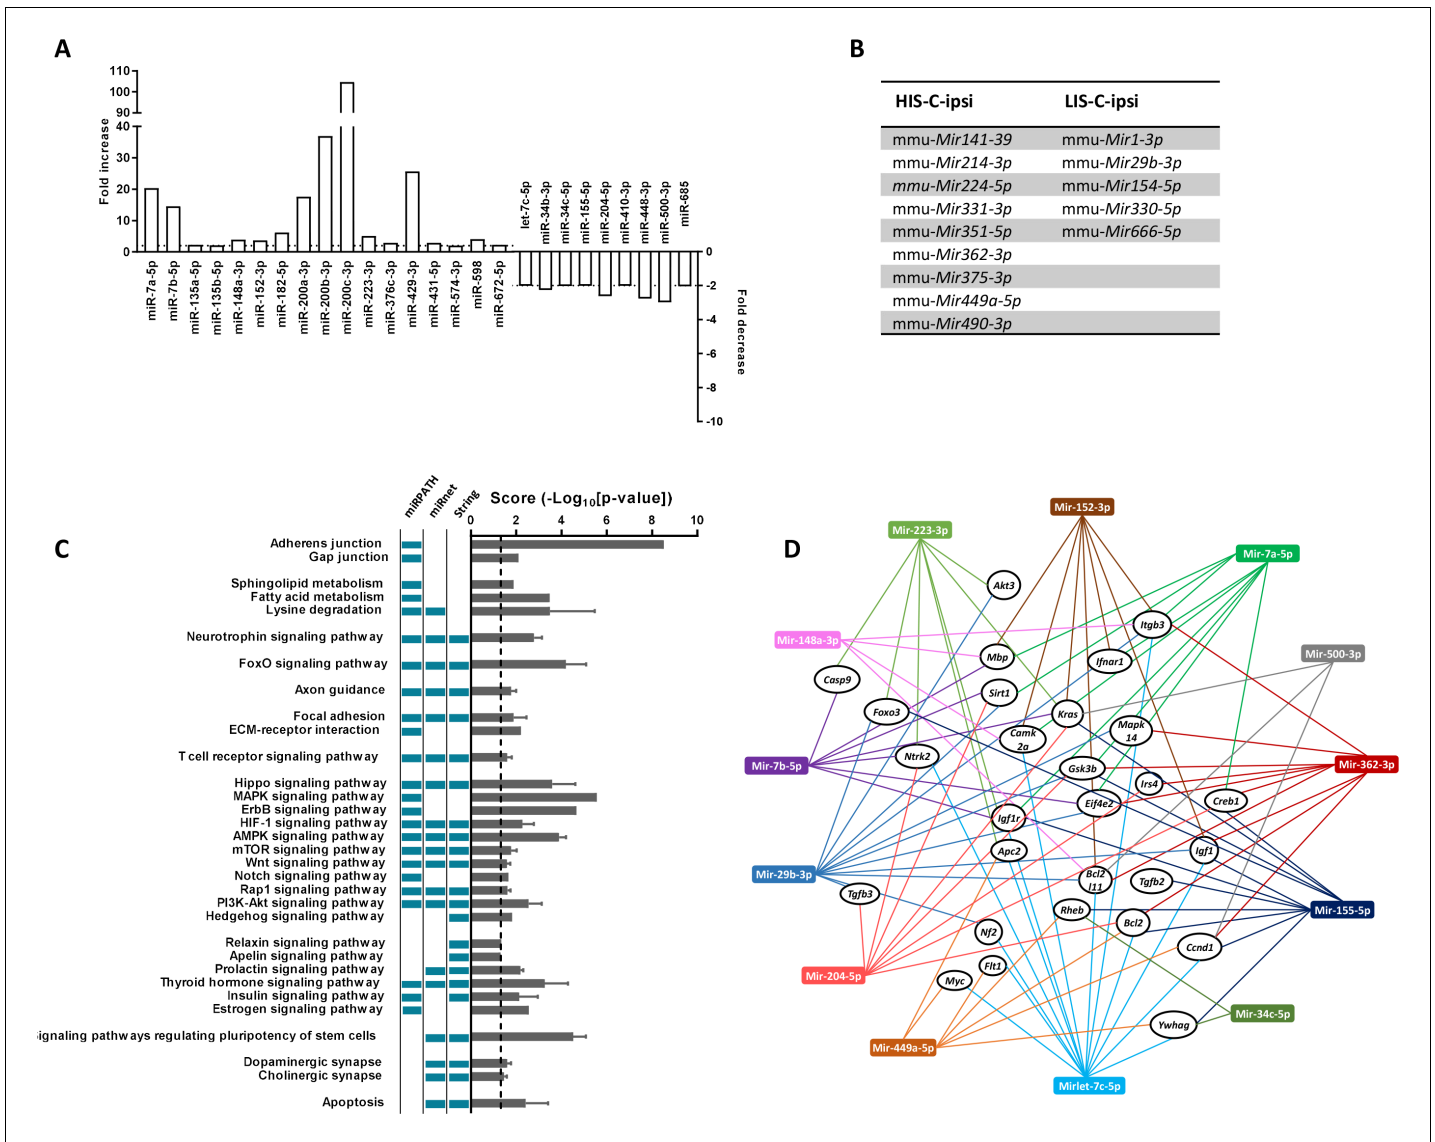 A
Fold increase
110
100
90
40
30
20
10
0
miR-7a-5p
miR-7b-5p
miR-135a-5p
miR-135b-5p
miR-148a-3p
miR-152-3p
miR-182-5p
miR-200a-3p
miR-200b-3p
miR-200c-3p
miR-223-3p
miR-376c-3p
miR-429-3p
miR-431-5p
miR-574-3p
miR-598
miR-672-5p
let-7c-5p
miR-34b-3p
miR-34c-5p
miR-155-5p
miR-204-5p
miR-410-3p
miR-448-3p
miR-500-3p
miR-685
0
-2
-4
-6
-8
-10
Fold decrease
B
HIS-C-ipsi LIS-C-ipsi
mmu-Mir141-39 mmu-Mir1-3p
mmu-Mir214-3p mmu-Mir29b-3p
mmu-Mir224-5p mmu-Mir154-5p
mmu-Mir331-3p mmu-Mir330-5p
mmu-Mir351-5p mmu-Mir666-5p
mmu-Mir362-3p
mmu-Mir375-3p
mmu-Mir449a-5p
mmu-Mir490-3p
C
miRPATH
miRnet
String
Score (-Log10[p-value])
0 2 4 6 8 10
Adherens junction
Gap junction
Sphingolipid metabolism
Fatty acid metabolism
Lysine degradation
Neurotrophin signaling pathway
FoxO signaling pathway
Axon guidance
Focal adhesion
ECM-receptor interaction
T cell receptor signaling pathway
Hippo signaling pathway
MAPK signaling pathway
ErbB signaling pathway
HIF-1 signaling pathway
AMPK signaling pathway
mTOR signaling pathway
Wnt signaling pathway
Notch signaling pathway
Rap1 signaling pathway
PI3K-Akt signaling pathway
Hedgehog signaling pathway
Relaxin signaling pathway
Apelin signaling pathway
Prolactin signaling pathway
Thyroid hormone signaling pathway
Insulin signaling pathway
Estrogen signaling pathway
ignaling pathways regulating pluripotency of stem cells
Dopaminergic synapse
Cholinergic synapse
Apoptosis
D
Mir-152-3p
Mir-223-3p
Mir-7a-5p
Akt3
Itgb3
Mir-148a-3p
Mbp
Ifnar1
Mir-500-3p
Casp9
Sirt1
Foxo3
Kras
Camk
2a
Mapk
14
Ntrk2
Mir-7b-5p
Gsk3b
Mir-362-3p
Irs4
Eif4e2
Creb1
Igf1r
Apc2
Igf1
Mir-29b-3p
Bcl2
l11
Tgfb2
Tgfb3
Rheb
Mir-155-5p
Bcl2
Nf2
Ccnd1
Flt1
Mir-204-5p
Myc
Mir-34c-5p
Ywhag
Mir-449a-5p
Mirlet-7c-5p